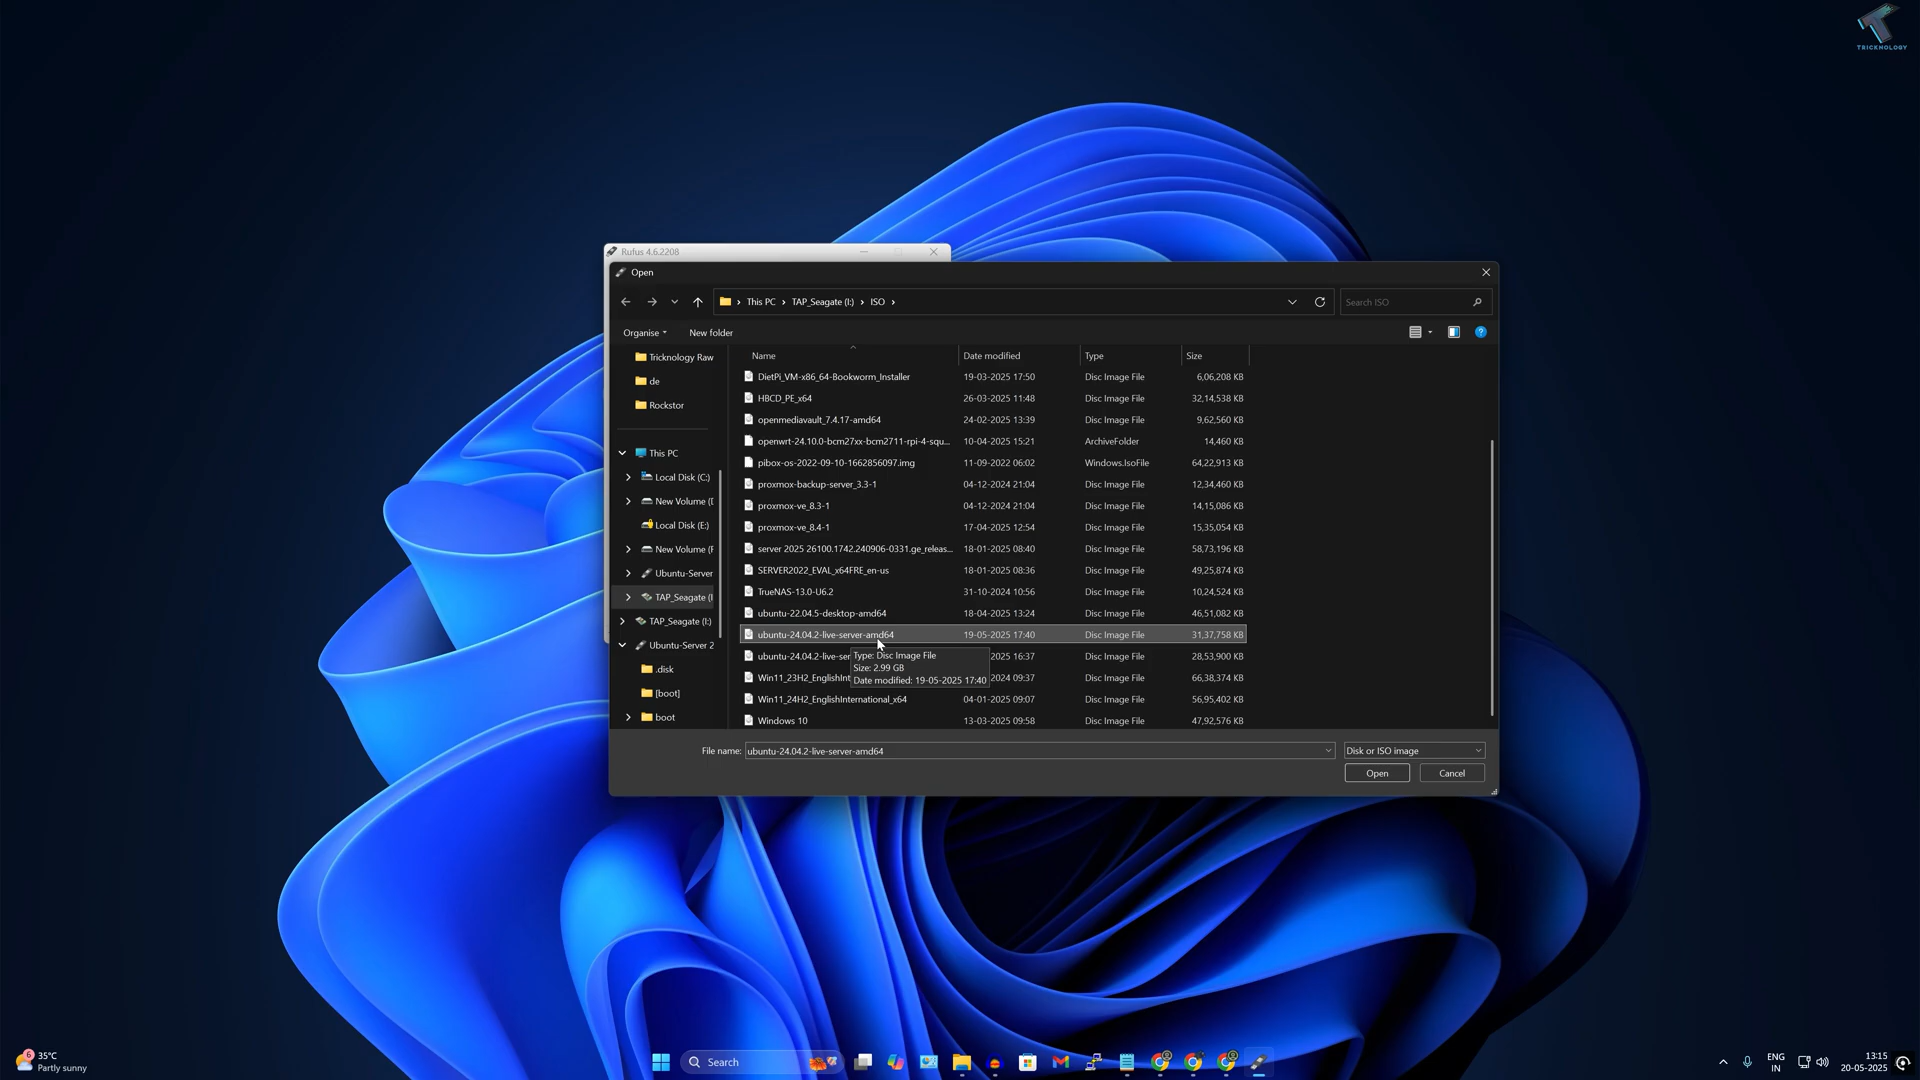 TRICKNOLOGY
Rufus 4.6.2208
Open
This PC > TAP_Seagate (I:) > ISO >
Search ISO
Organise
New folder
Tricknology Raw
de
Rockstor
This PC
Local Disk (C:)
New Volume (
Local Disk (E:)
New Volume (F
Ubuntu-Server
TAP_Seagate (I
TAP_Seagate (I:)
Ubuntu-Server 2
.disk
[boot]
boot
Name Date modified Type Size
DietPi_VM-x86_64-Bookworm_Installer 19-03-2025 17:50 Disc Image File 6,06,208 KB
HBCD_PE_x64 26-03-2025 11:48 Disc Image File 32,14,538 KB
openmediavault_7.4.17-amd64 24-02-2025 13:39 Disc Image File 9,62,560 KB
openwrt-24.10.0-bcm27xx-bcm2711-rpi-4-squ... 10-04-2025 15:21 ArchiveFolder 14,460 KB
pibox-os-2022-09-10-1662856097.img 11-09-2022 06:02 Windows.IsoFile 64,22,913 KB
proxmox-backup-server_3.3-1 04-12-2024 21:04 Disc Image File 12,34,460 KB
proxmox-ve_8.3-1 04-12-2024 21:04 Disc Image File 14,15,086 KB
proxmox-ve_8.4-1 17-04-2025 12:54 Disc Image File 15,35,054 KB
server 2025 26100.1742.240906-0331.ge_releas... 18-01-2025 08:40 Disc Image File 58,73,196 KB
SERVER2022_EVAL_x64FRE_en-us 18-01-2025 08:36 Disc Image File 49,25,874 KB
TrueNAS-13.0-U6.2 31-10-2024 10:56 Disc Image File 10,24,524 KB
ubuntu-22.04.5-desktop-amd64 18-04-2025 13:24 Disc Image File 46,51,082 KB
ubuntu-24.04.2-live-server-amd64 19-05-2025 17:40 Disc Image File 31,37,758 KB
ubuntu-24.04.2-live-ser 2025 16:37 Disc Image File 28,53,900 KB
Win11_23H2_EnglishInt 2024 09:37 Disc Image File 66,38,374 KB
Win11_24H2_EnglishInternational_x64 04-01-2025 09:07 Disc Image File 56,95,402 KB
Windows 10 13-03-2025 09:58 Disc Image File 47,92,576 KB
Type: Disc Image File
Size: 2.99 GB
Date modified: 19-05-2025 17:40
File name: ubuntu-24.04.2-live-server-amd64 Disk or ISO image
Open Cancel
6
35°C
Partly sunny
Search
ENG
IN
13:15
20-05-2025